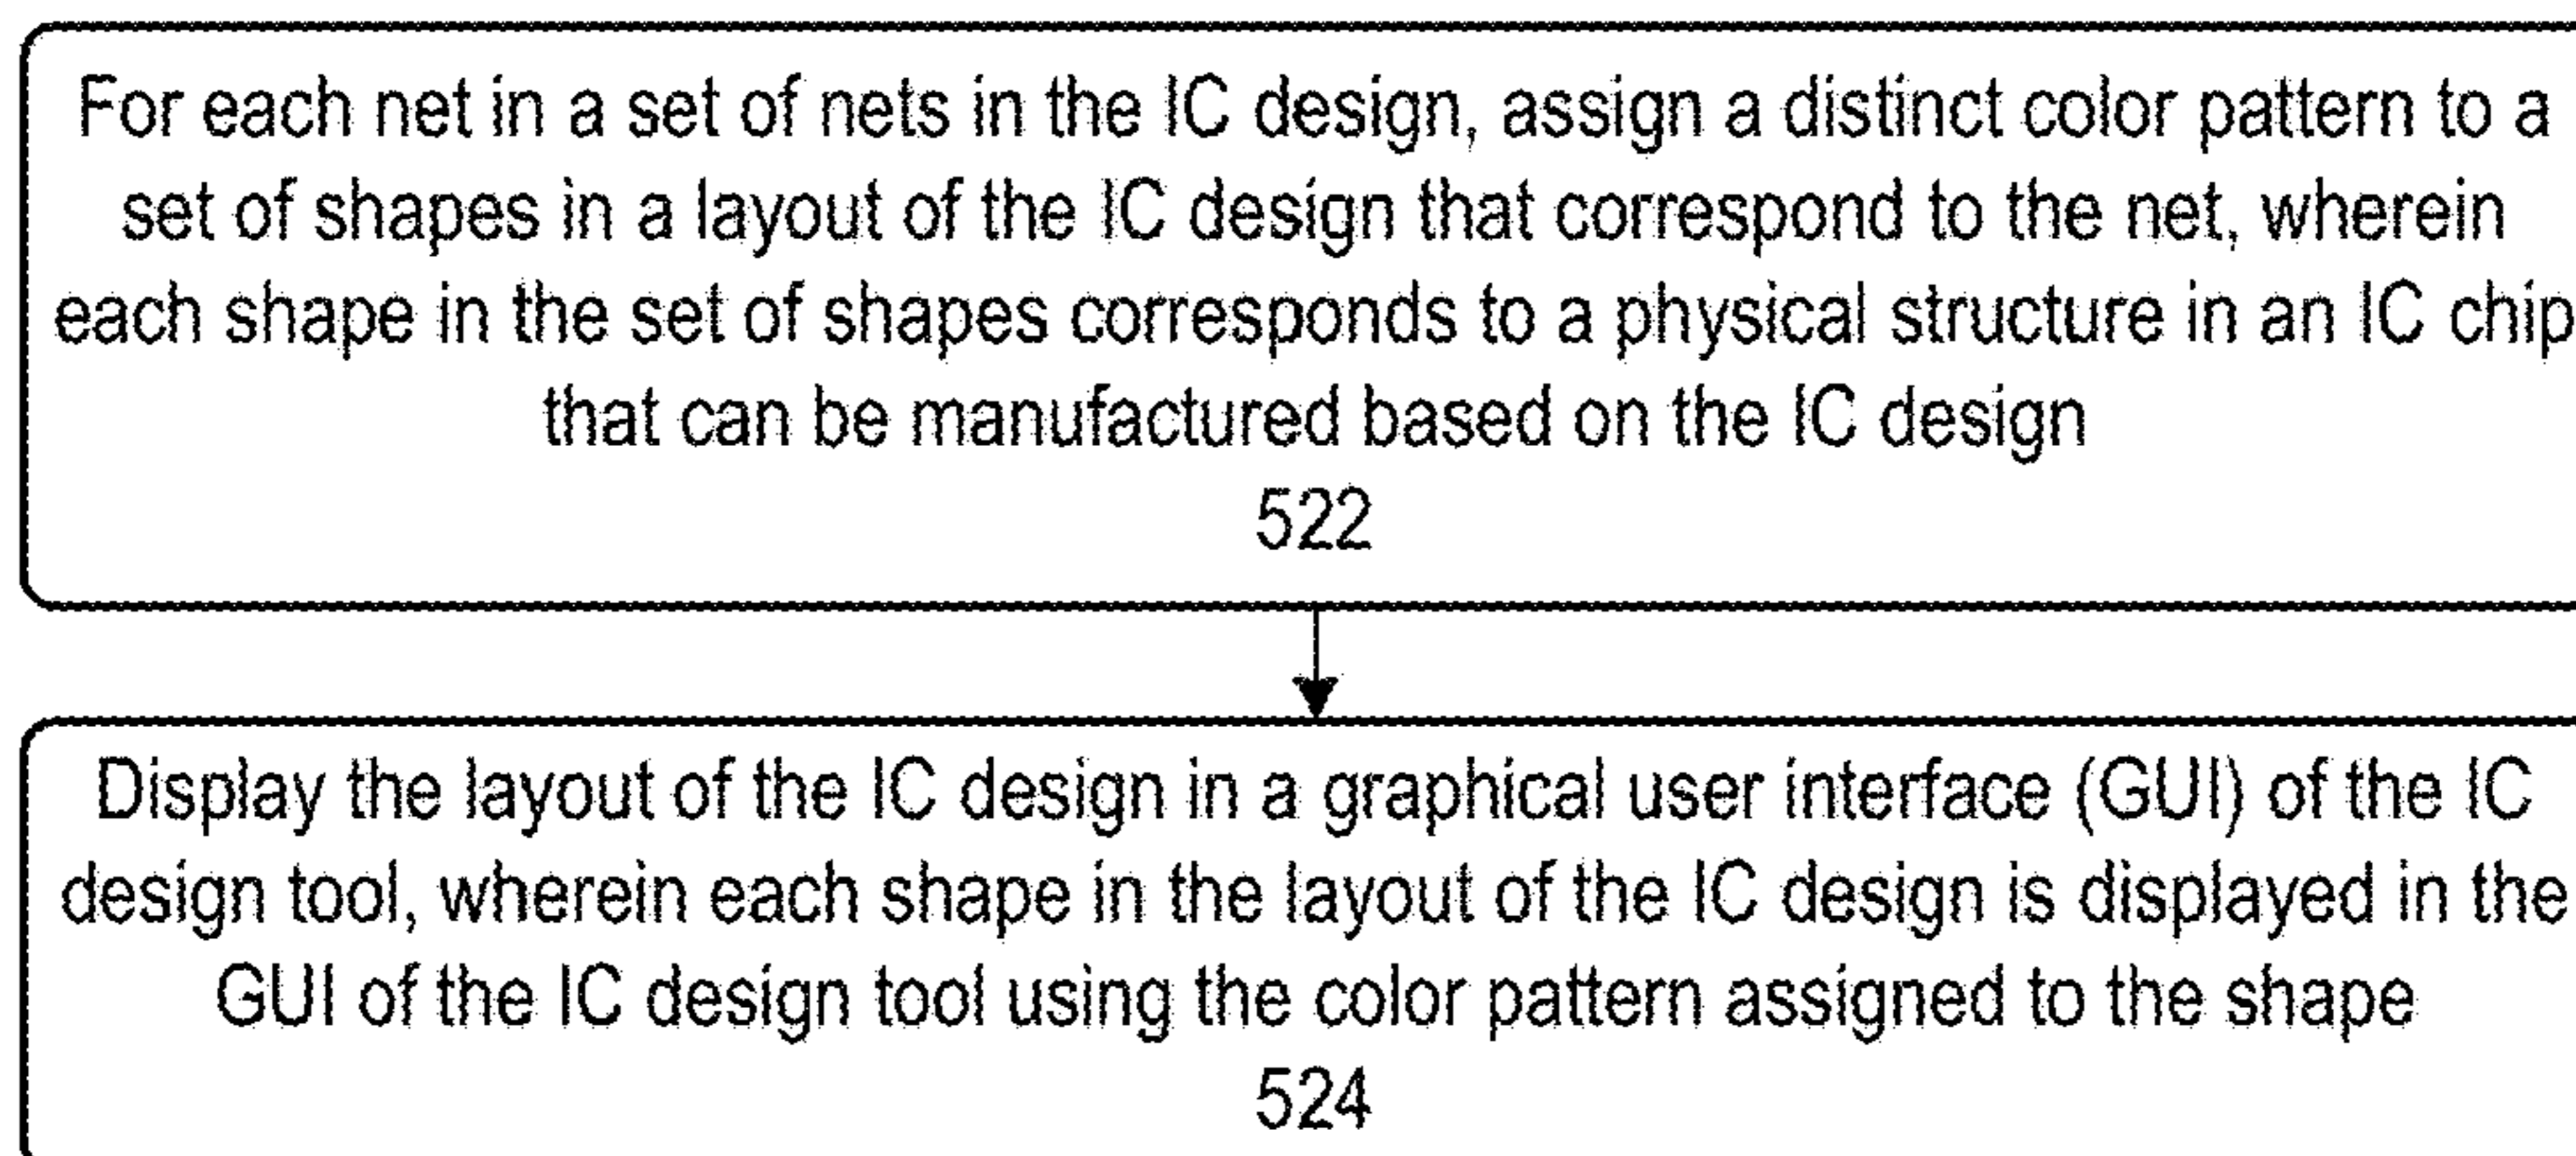 For each net in a set of nets in the IC design, assign a distinct color pattern to a
set of shapes in a layout of the IC design that correspond to the net, wherein
each shape in the set of shapes corresponds to a physical structure in an IC chip
that can be manufactured based on the IC design
522
Display the layout of the IC design in a graphical user interface (GUI) of the IC
design tool, wherein each shape in the layout of the IC design is displayed in the
GUI of the IC design tool using the color pattern assigned to the shape
524